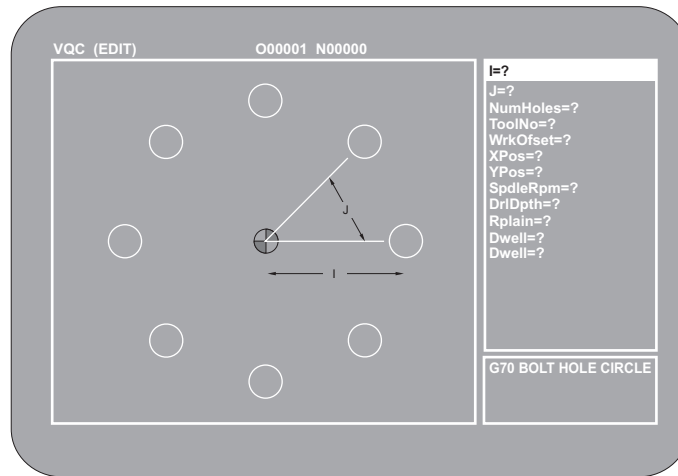 VQC (EDIT) O00001 N00000
I=?
J=?
NumHoles=?
ToolNo=?
WrkOfset=?
XPos=?
YPos=?
SpdleRpm=?
DrlDpth=?
Rplain=?
Dwell=?
Dwell=?
J
I
G70 BOLT HOLE CIRCLE